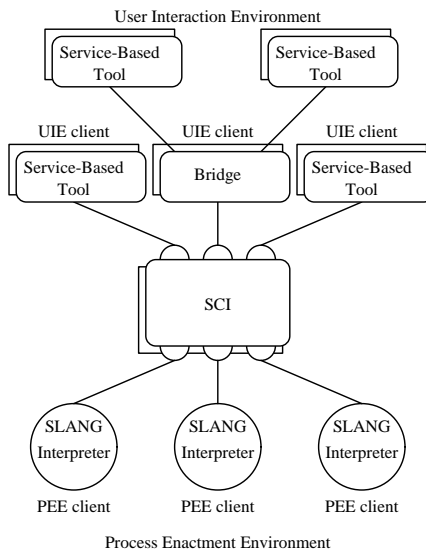 User Interaction Environment
Service-Based
Tool
Service-Based
Tool
UIE client
UIE client
UIE client
Service-Based
Tool
Bridge
Service-Based
Tool
SCI
SLANG
Interpreter
SLANG
Interpreter
SLANG
Interpreter
PEE client
PEE client
PEE client
Process Enactment Environment